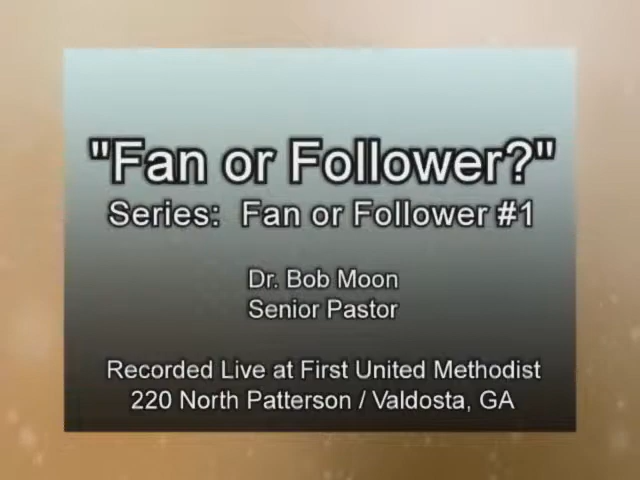 "Fan or Follower?"
Series: Fan or Follower #1
Dr. Bob Moon
Senior Pastor
Recorded Live at First United Methodist
220 North Patterson / Valdosta, GA